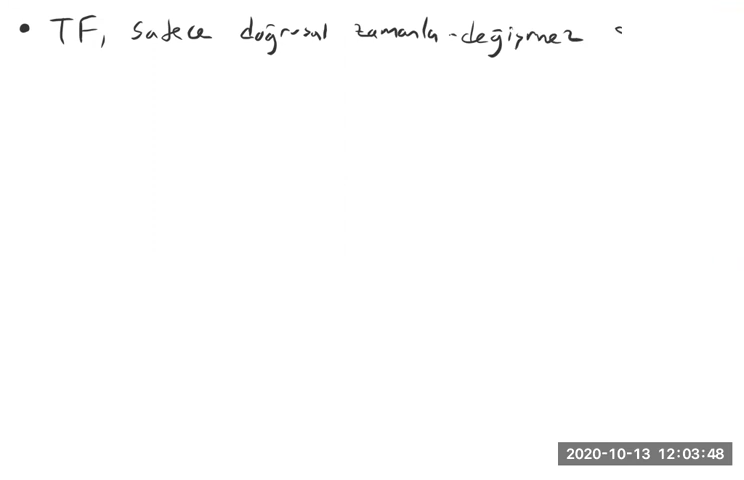 • TF, sadece doğrusal zamanla-değişmez
2020-10-13 12:03:48